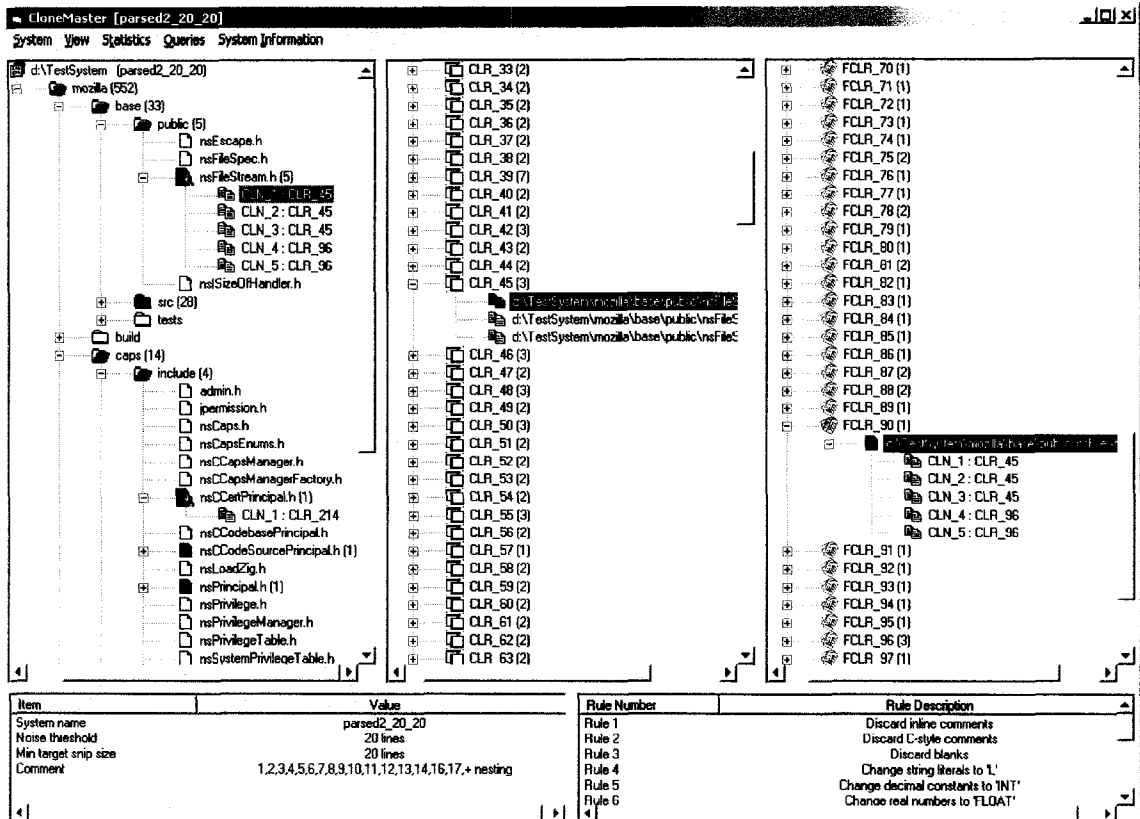 CloneMaster [parsed2_20_20]
System View Statistics Queries System Information
d:\TestSystem (parsed2_20_20)
mozilla (552)
base (33)
public (5)
nsEscape.h
nsFileSpec.h
nsFileStream.h (5)
CLN_1 : CLR_45
CLN_2 : CLR_45
CLN_3 : CLR_45
CLN_4 : CLR_96
CLN_5 : CLR_96
nsISizeOfHandler.h
src (28)
tests
build
caps (14)
include (4)
admin.h
jpermission.h
nsCaps.h
nsCapsEnums.h
nsCCapsManager.h
nsCCapsManagerFactory.h
nsCCertPrincipal.h (1)
CLN_1 : CLR_214
nsCCodebasePrincipal.h
nsCCodeSourcePrincipal.h (1)
nsLoadZig.h
nsPrincipal.h (1)
nsPrivilege.h
nsPrivilegeManager.h
nsPrivilegeTable.h
nsSystemPrivilegeTable.h
CLR_33 (2)
CLR_34 (2)
CLR_35 (2)
CLR_36 (2)
CLR_37 (2)
CLR_38 (2)
CLR_39 (7)
CLR_40 (2)
CLR_41 (2)
CLR_42 (3)
CLR_43 (2)
CLR_44 (2)
CLR_45 (3)
d:\TestSystem\mozilla\base\public\nsFileS
d:\TestSystem\mozilla\base\public\nsFileS
d:\TestSystem\mozilla\base\public\nsFileS
CLR_46 (3)
CLR_47 (2)
CLR_48 (3)
CLR_49 (2)
CLR_50 (3)
CLR_51 (2)
CLR_52 (2)
CLR_53 (2)
CLR_54 (2)
CLR_55 (3)
CLR_56 (2)
CLR_57 (1)
CLR_58 (2)
CLR_59 (2)
CLR_60 (2)
CLR_61 (2)
CLR_62 (2)
CLR_63 (2)
FCLR_70 (1)
FCLR_71 (1)
FCLR_72 (1)
FCLR_73 (1)
FCLR_74 (1)
FCLR_75 (2)
FCLR_76 (1)
FCLR_77 (1)
FCLR_78 (2)
FCLR_79 (1)
FCLR_80 (1)
FCLR_81 (2)
FCLR_82 (1)
FCLR_83 (1)
FCLR_84 (1)
FCLR_85 (1)
FCLR_86 (1)
FCLR_87 (2)
FCLR_88 (2)
FCLR_89 (1)
FCLR_90 (1)
CLN_1 : CLR_45
CLN_2 : CLR_45
CLN_3 : CLR_45
CLN_4 : CLR_96
CLN_5 : CLR_96
FCLR_91 (1)
FCLR_92 (1)
FCLR_93 (1)
FCLR_94 (1)
FCLR_95 (1)
FCLR_96 (3)
FCLR_97 (1)
Item Value
System name parsed2_20_20
Noise threshold 20 lines
Min target snip size 20 lines
Comment 1,2,3,4,5,6,7,8,9,10,11,12,13,14,16,17,+ nesting
Rule Number Rule Description
Rule 1 Discard inline comments
Rule 2 Discard C-style comments
Rule 3 Discard blanks
Rule 4 Change string literals to 'L'
Rule 5 Change decimal constants to 'INT'
Rule 6 Change real numbers to 'FLOAT'